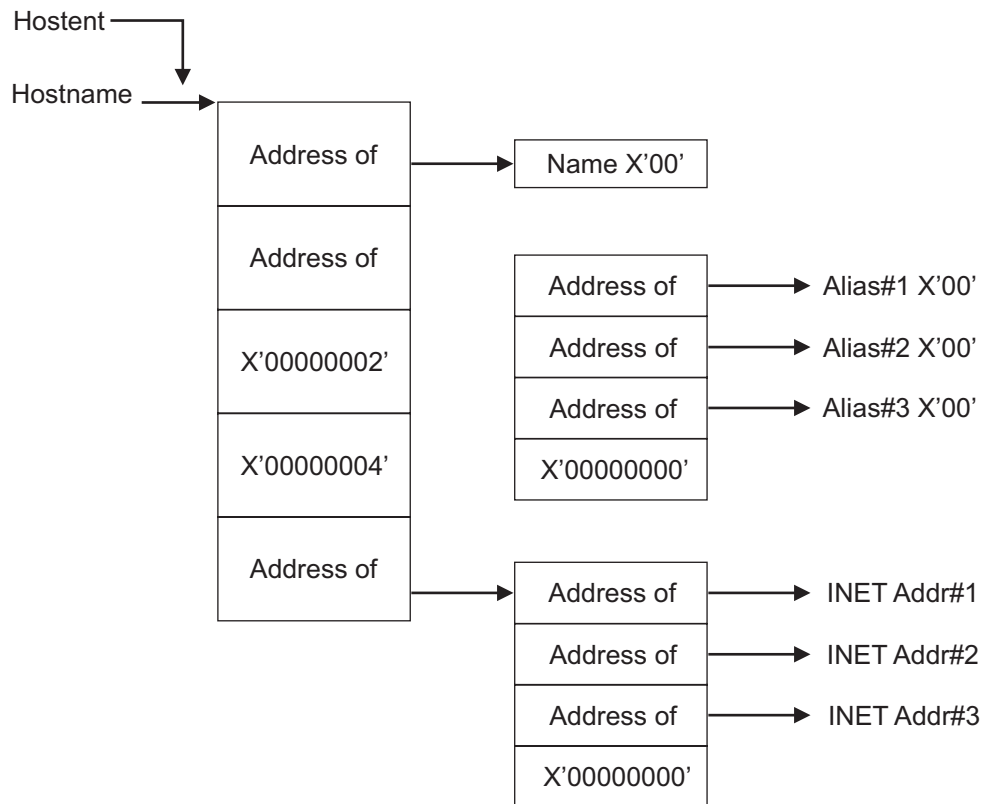 Hostent
Hostname
Address of
Name X’00’
Address of
Address of
Alias#1 X’00’
X’00000002’
Address of
Alias#2 X’00’
Address of
Alias#3 X’00’
X’00000004’
X’00000000’
Address of
Address of
INET Addr#1
Address of
INET Addr#2
Address of
INET Addr#3
X’00000000’